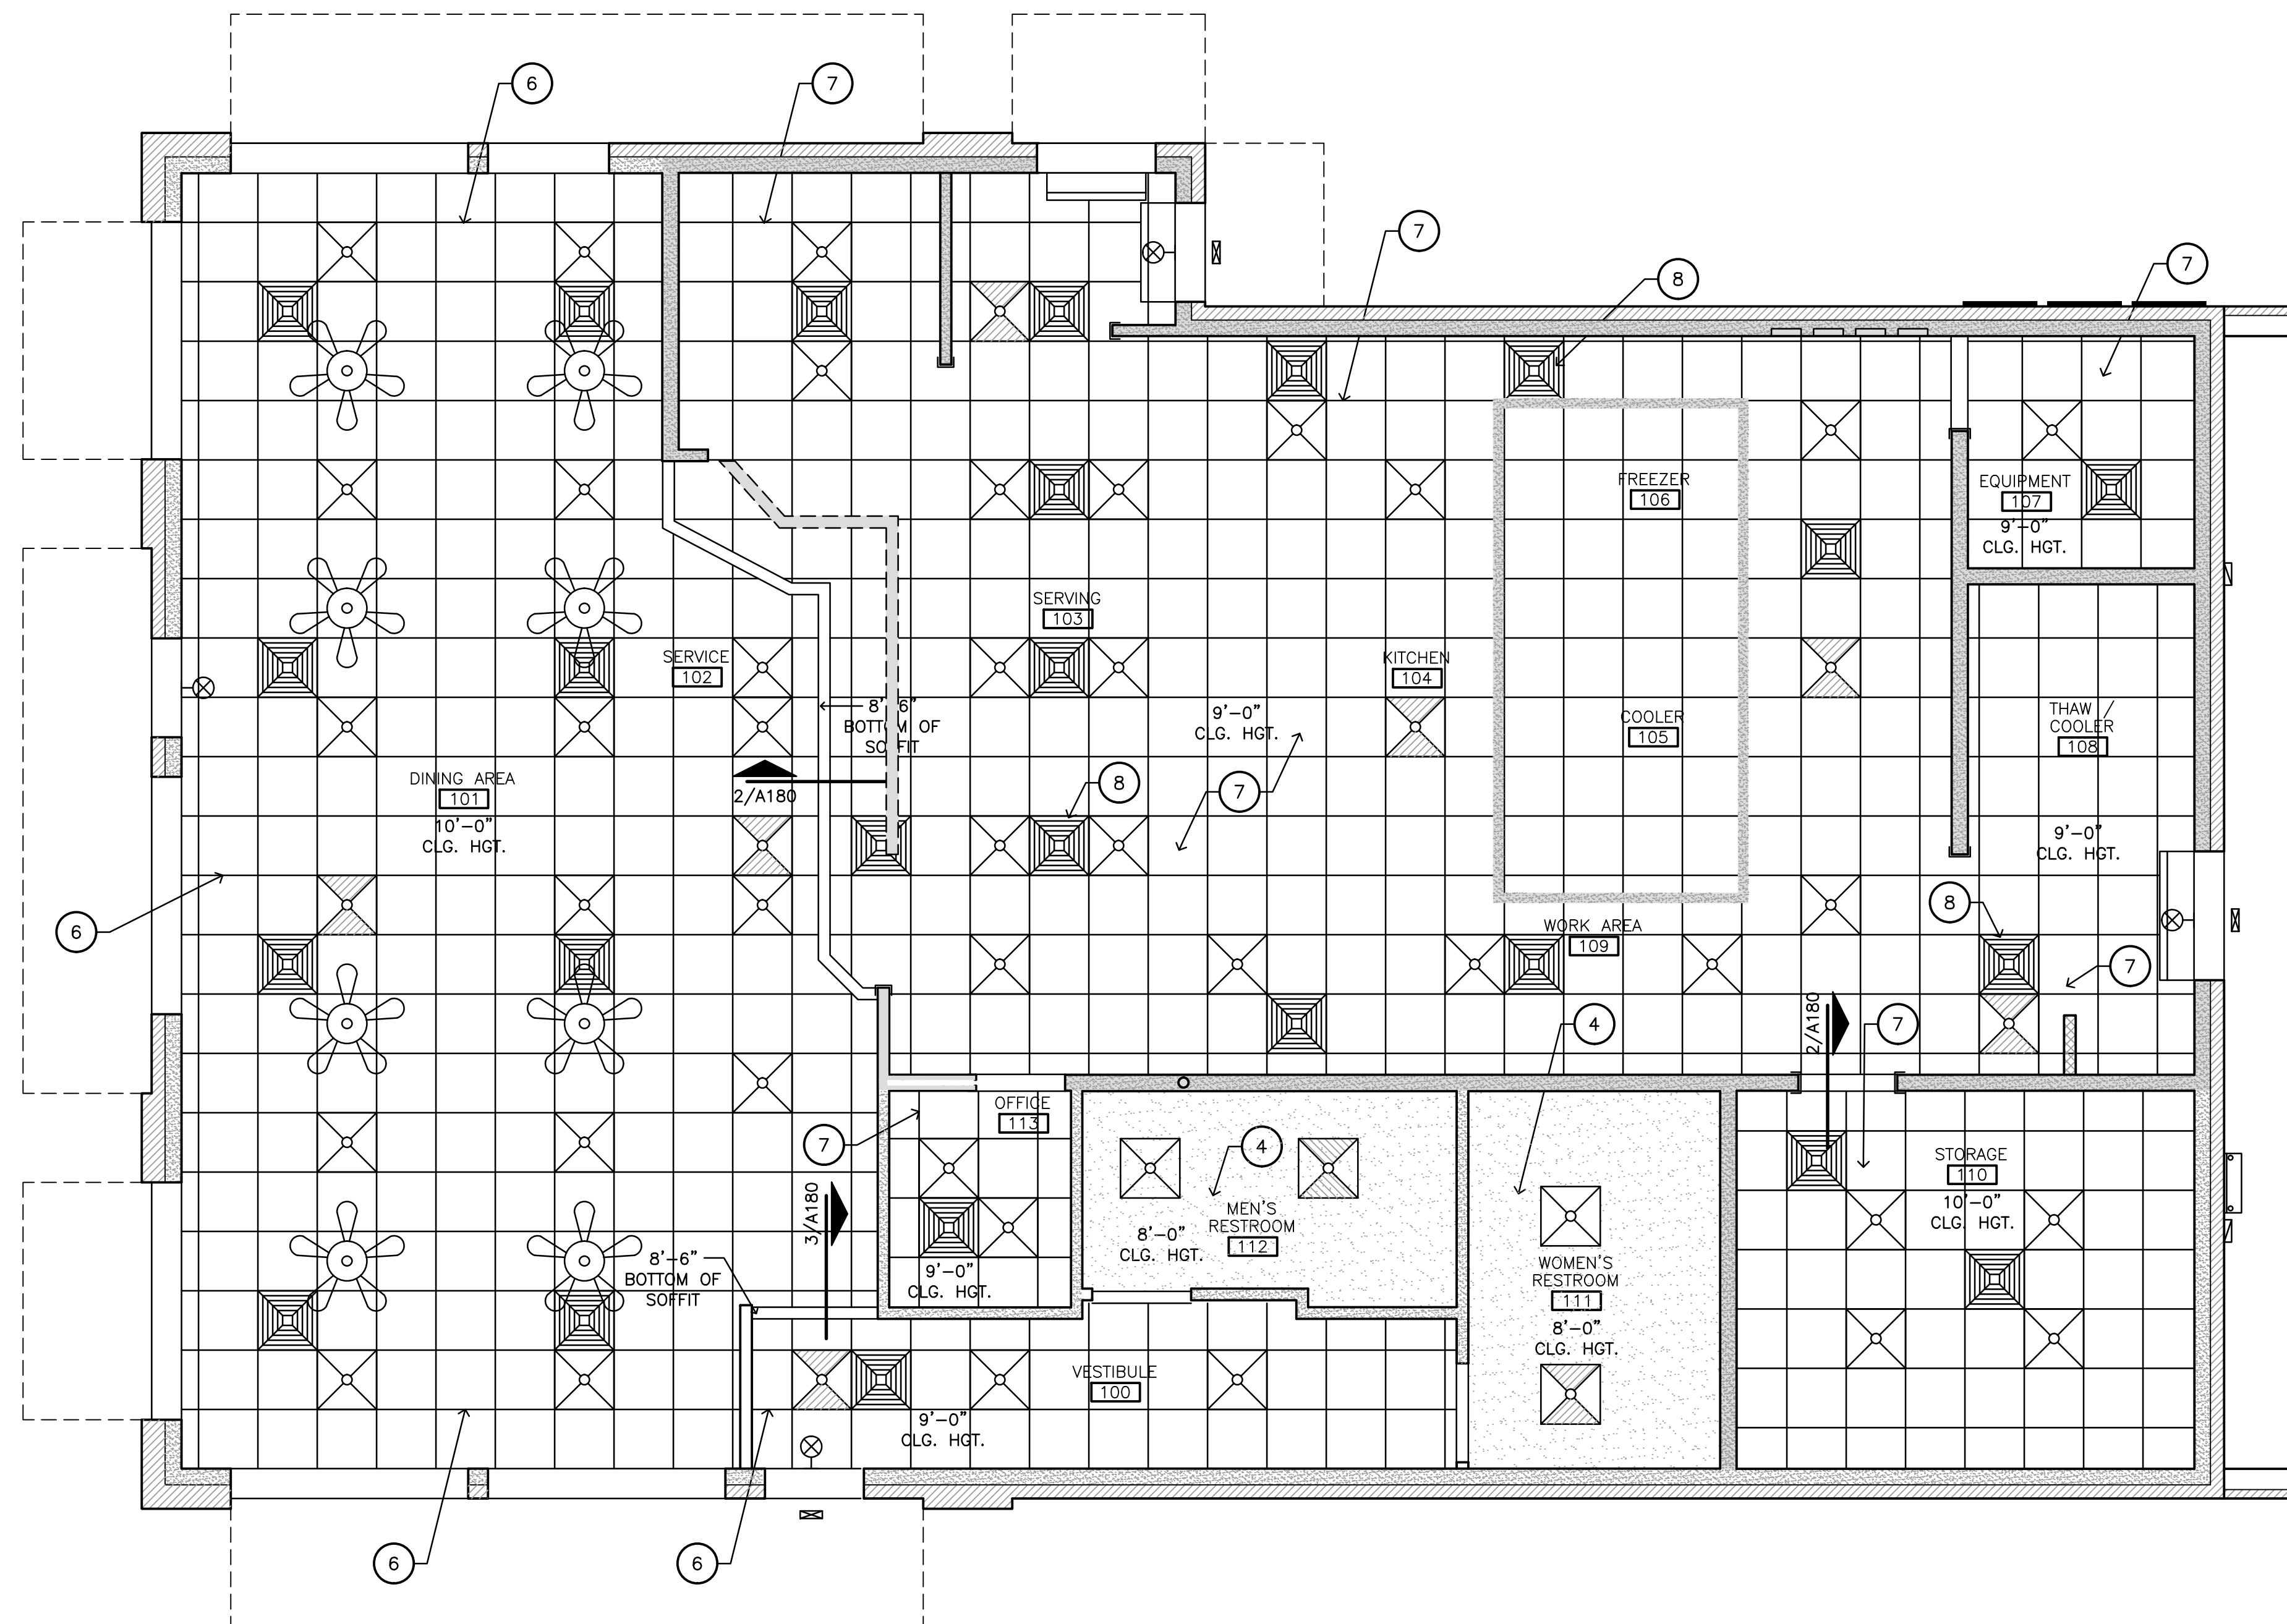 6
7
7
8
7
FREEZER
106
EQUIPMENT
107
9'-0"
CLG. HGT.
SERVING
103
SERVICE
102
KITCHEN
104
8'-6"
BOTTOM OF
SOFFIT
9'-0"
CLG. HGT.
COOLER
105
THAW /
COOLER
108
DINING AREA
101
10'-0"
CLG. HGT.
2/A180
8
7
9'-0"
CLG. HGT.
6
8
WORK AREA
109
7
4
2/A180
7
OFFICE
113
7
4
STORAGE
110
10'-0"
CLG. HGT.
3/A180
MEN'S
RESTROOM
112
8'-0"
CLG. HGT.
8'-6"
BOTTOM OF
SOFFIT
9'-0"
CLG. HGT.
WOMEN'S
RESTROOM
111
8'-0"
CLG. HGT.
VESTIBULE
100
9'-0"
CLG. HGT.
6
6